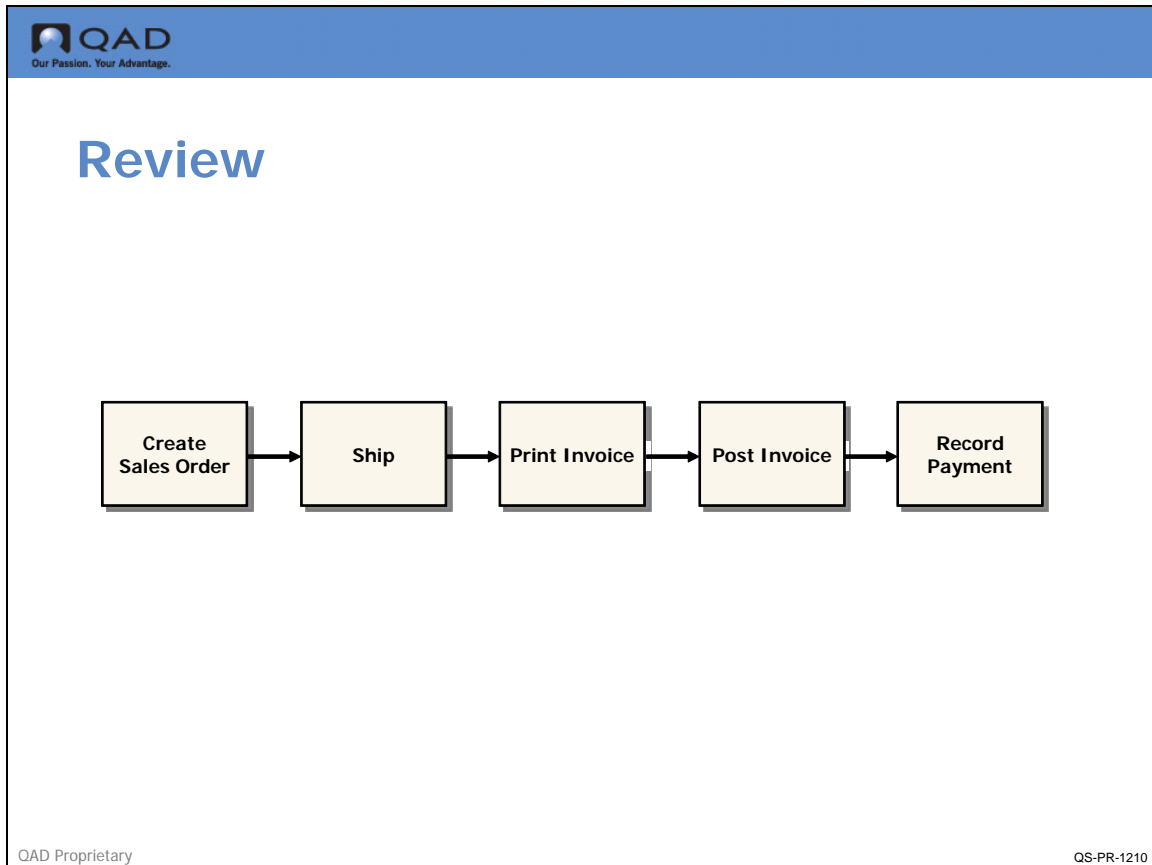 QAD
Our Passion. Your Advantage.
Review
Create
Sales Order
Ship
Print Invoice
Post Invoice
Record
Payment
QAD Proprietary
QS-PR-1210